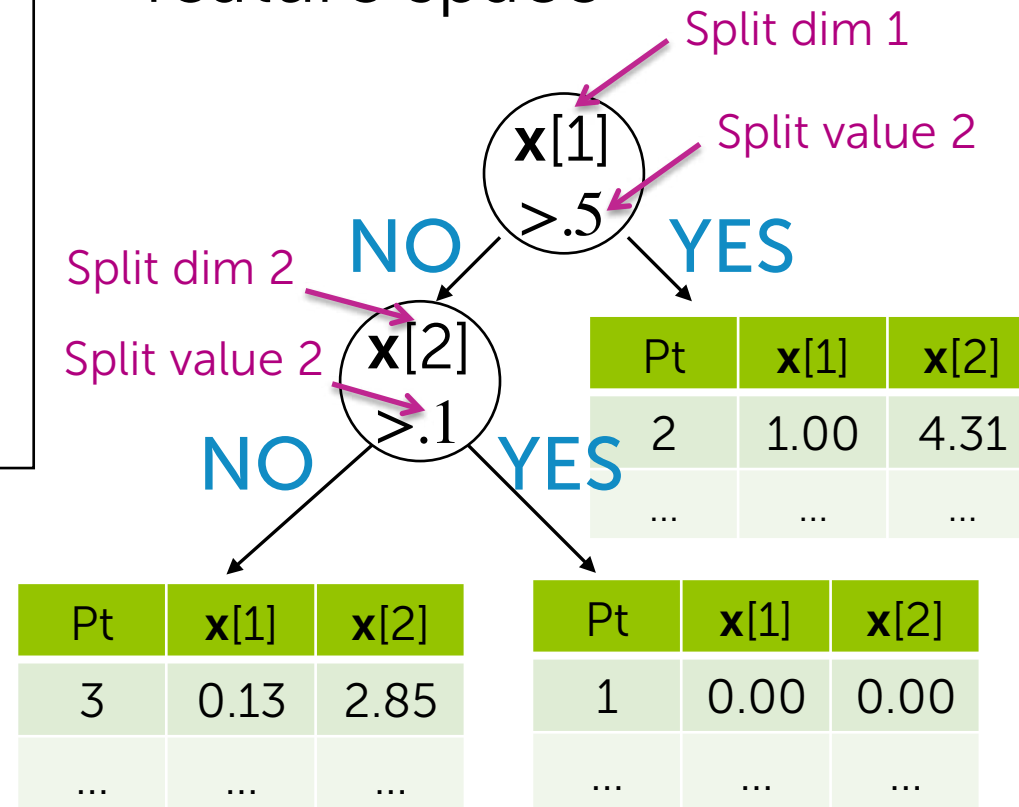 Split dim 1
x[1]
>.5
Split value 2
NO
YES
Split dim 2
x[2]
>.1
Split value 2
NO
YES
Pt x[1] x[2]
2 1.00 4.31
... ... ...
Pt x[1] x[2]
3 0.13 2.85
... ... ...
Pt x[1] x[2]
1 0.00 0.00
... ... ...